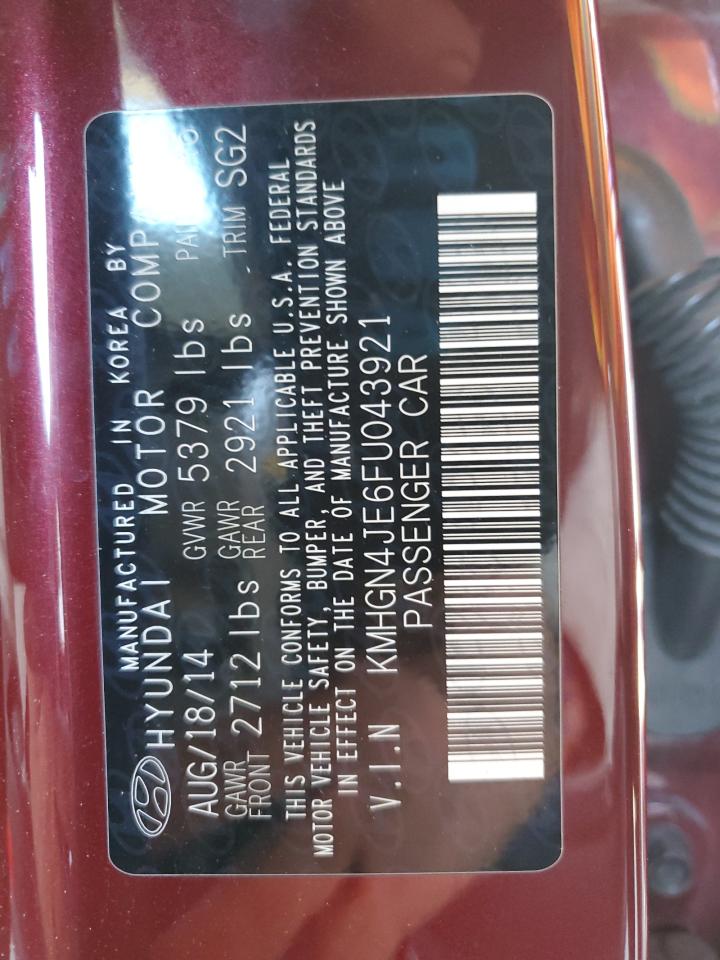 MANUFACTURED IN KOREA BY
HYUNDAI MOTOR
AUG/18/14 GVWR 5379 lbs
GAWR FRONT 2712 lbs GAWR REAR 2921 lbs TRIM SG2
THIS VEHICLE CONFORMS TO ALL APPLICABLE U.S.A. FEDERAL
MOTOR VEHICLE SAFETY, BUMPER, AND THEFT PREVENTION STANDARDS
IN EFFECT ON THE DATE OF MANUFACTURE SHOWN ABOVE
V.I.N KMHGN4JE6FU043921
PASSENGER CAR